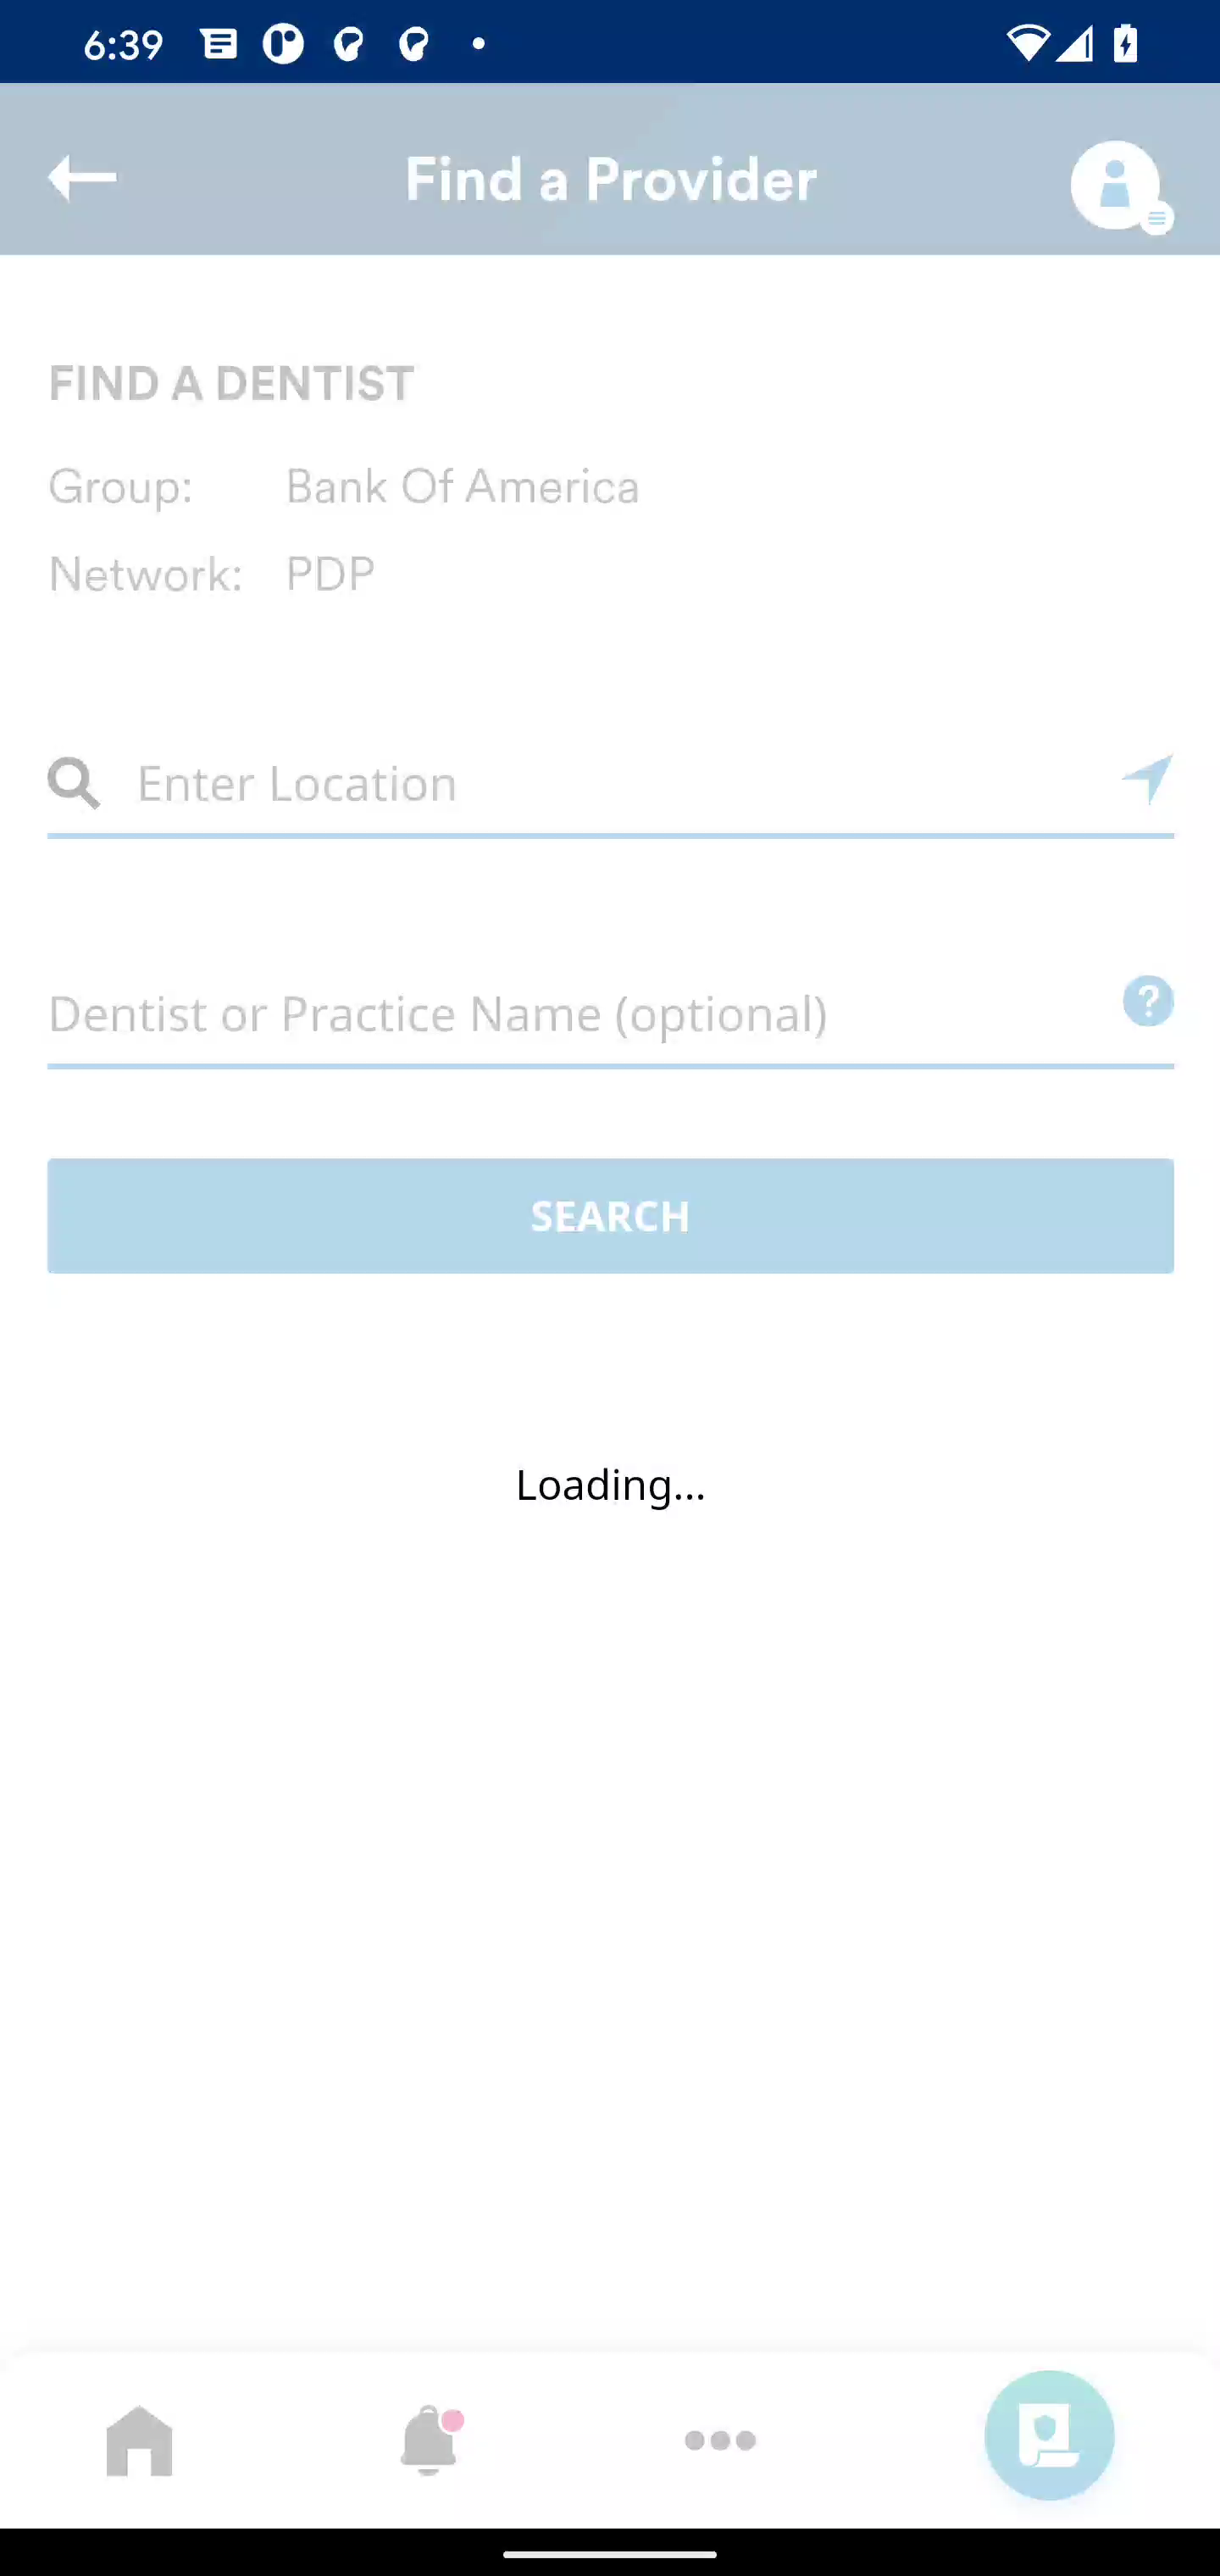 6:39
Find a Provider
FIND A DENTIST
Group: Bank Of America
Network: PDP
Enter Location
Dentist or Practice Name (optional)
?
SEARCH
Loading...